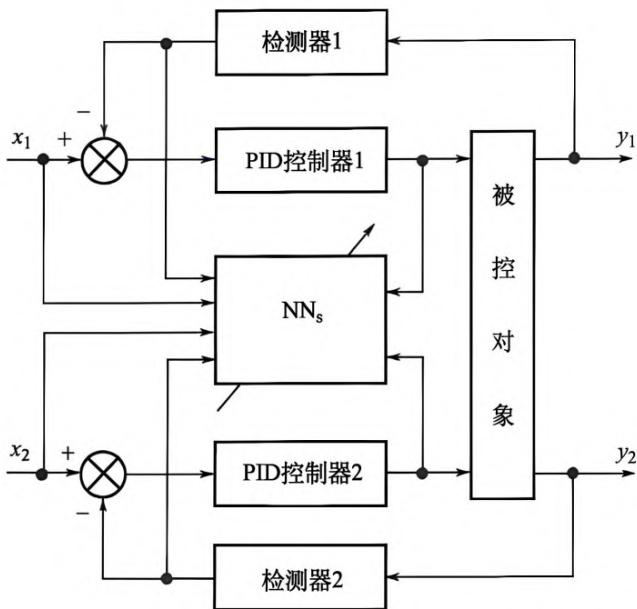 检测器1
−
x₁
+
PID控制器1
y₁
被
控
对
象
NNₛ
x₂
+
PID控制器2
y₂
−
检测器2